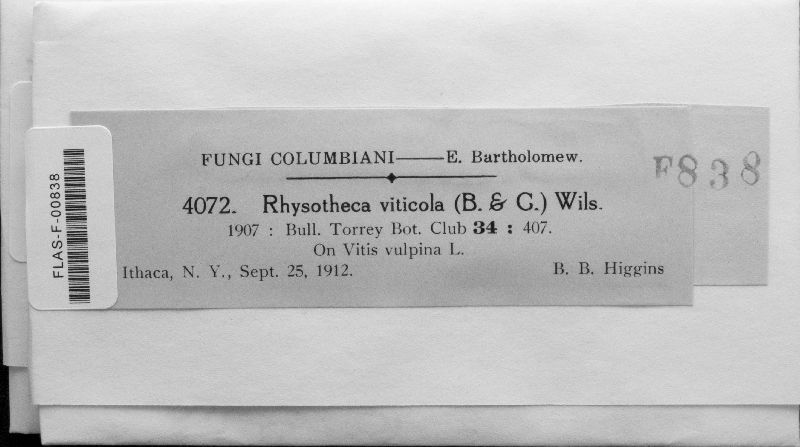 FUNGI COLUMBIANI——E. Bartholomew.
F838
4072. Rhysotheca viticola (B. & C.) Wils.
1907 : Bull. Torrey Bot. Club 34 : 407.
On Vitis vulpina L.
Ithaca, N. Y., Sept. 25, 1912. B. B. Higgins
FLAS-F-00838